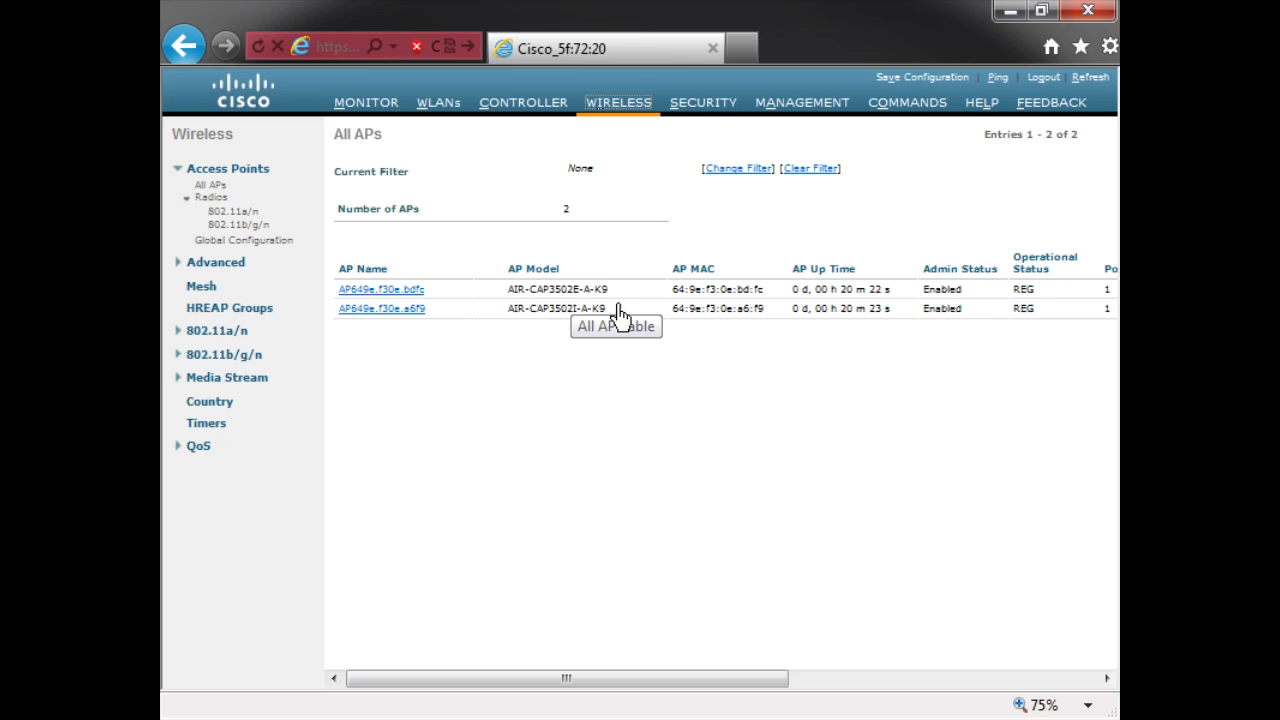 https...
Cisco_5f:72:20
Save Configuration Ping Logout Refresh
CISCO
MONITOR WLANs CONTROLLER WIRELESS SECURITY MANAGEMENT COMMANDS HELP FEEDBACK
Wireless
Access Points
All APs
Radios
802.11a/n
802.11b/g/n
Global Configuration
Advanced
Mesh
HREAP Groups
802.11a/n
802.11b/g/n
Media Stream
Country
Timers
QoS
All APs
Entries 1 - 2 of 2
Current Filter None [Change Filter] [Clear Filter]
Number of APs 2
AP Name AP Model AP MAC AP Up Time Admin Status Operational Status Po
AP649e.f30e.bdfc AIR-CAP3502E-A-K9 64:9e:f3:0e:bd:fc 0 d, 00 h 20 m 22 s Enabled REG 1
AP649e.f30e.a6f9 AIR-CAP3502I-A-K9 64:9e:f3:0e:a6:f9 0 d, 00 h 20 m 23 s Enabled REG 1
All AP
75%